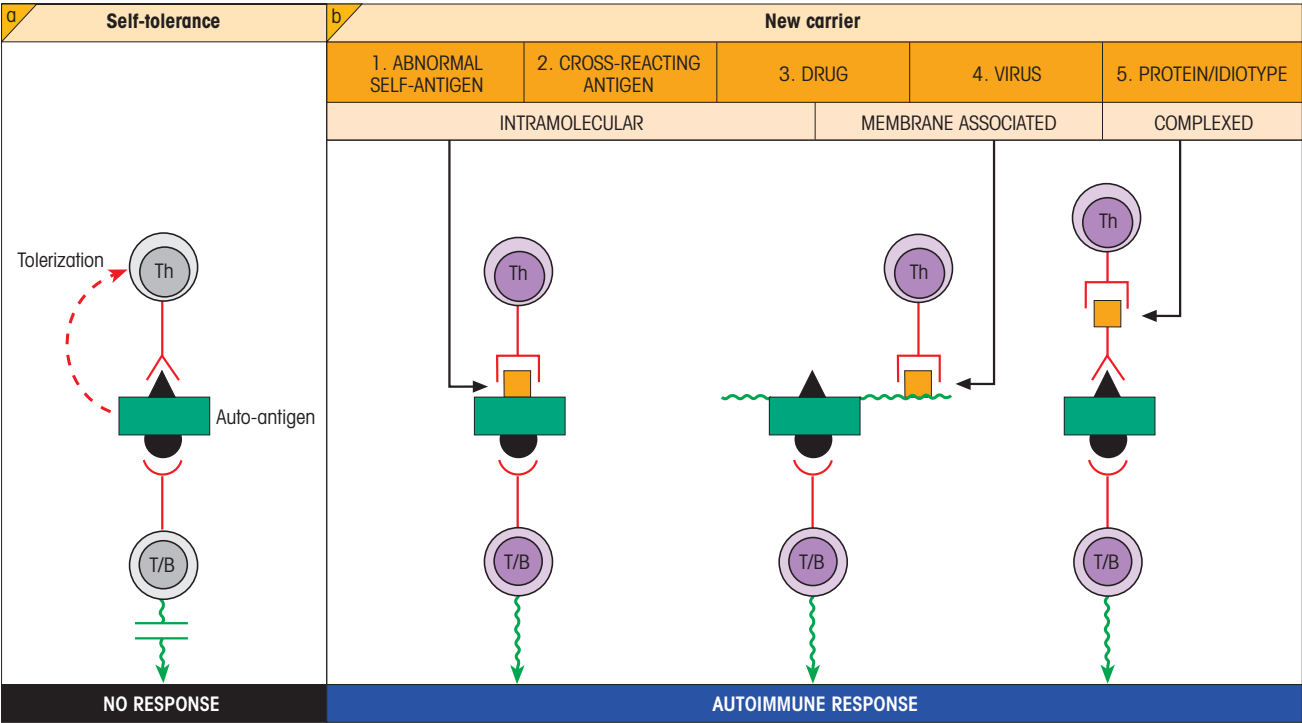 a
Self-tolerance
b
New carrier
1. ABNORMAL
SELF-ANTIGEN
2. CROSS-REACTING
ANTIGEN
3. DRUG
4. VIRUS
5. PROTEIN/IDIOTYPE
INTRAMOLECULAR
MEMBRANE ASSOCIATED
COMPLEXED
Tolerization
Th
Th
Th
Th
Auto-antigen
T/B
T/B
T/B
T/B
NO RESPONSE
AUTOIMMUNE RESPONSE